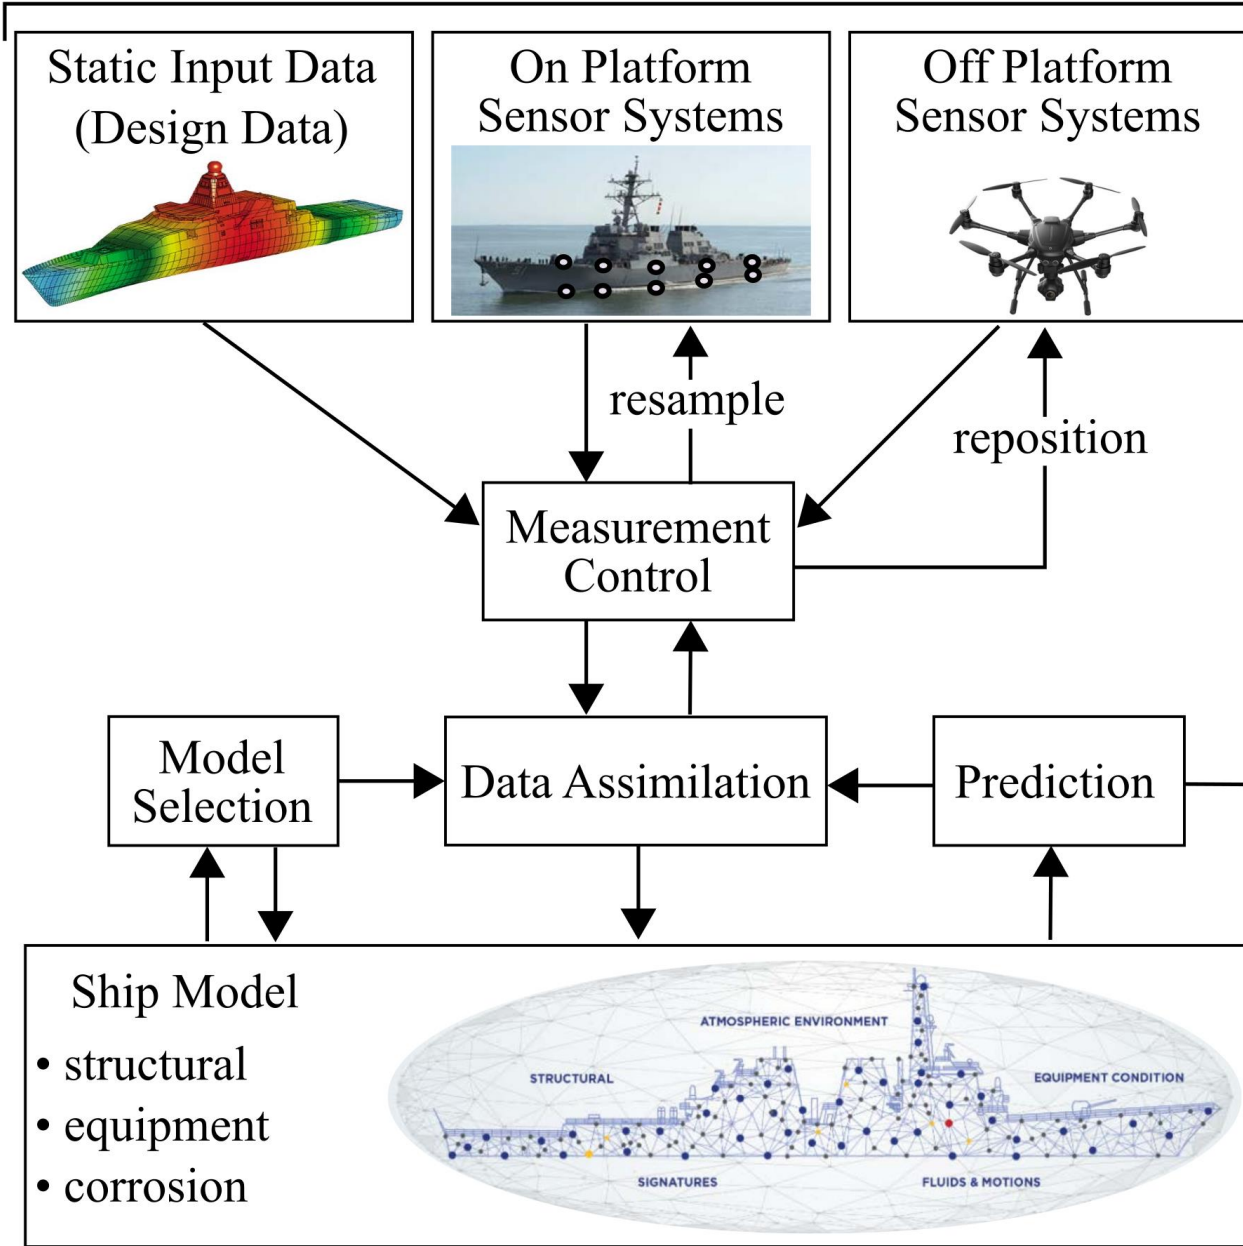 Static Input Data
(Design Data)
On Platform
Sensor Systems
Off Platform
Sensor Systems
51
resample
reposition
Measurement
Control
Model
Selection
Data Assimilation
Prediction
Ship Model
• structural
• equipment
• corrosion
ATMOSPHERIC ENVIRONMENT
STRUCTURAL
EQUIPMENT CONDITION
SIGNATURES
FLUIDS & MOTIONS